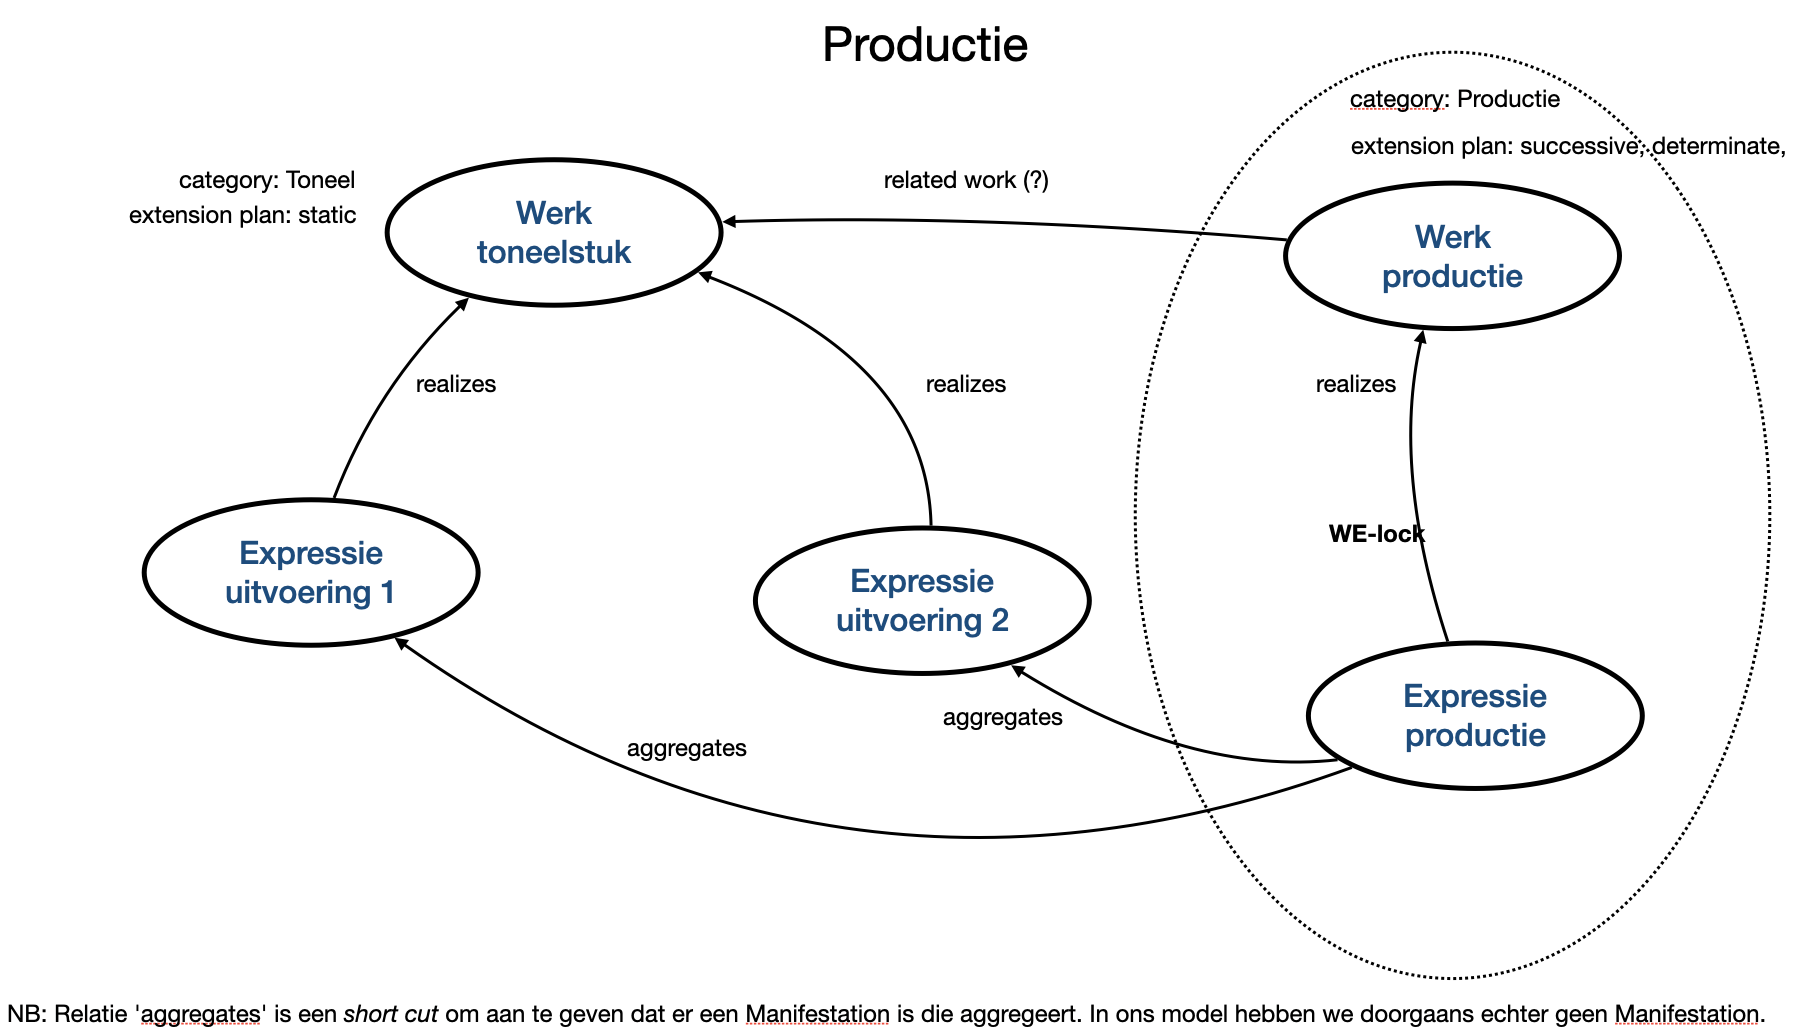 Productie
category: Productie
extension plan: successive, determinate,
category: Toneel
extension plan: static
related work (?)
Werk
toneelstuk
Werk
productie
realizes
realizes
realizes
WE-lock
Expressie
uitvoering 1
Expressie
uitvoering 2
Expressie
productie
aggregates
aggregates
NB: Relatie 'aggregates' is een short cut om aan te geven dat er een Manifestation is die aggregeert. In ons model hebben we doorgaans echter geen Manifestation.